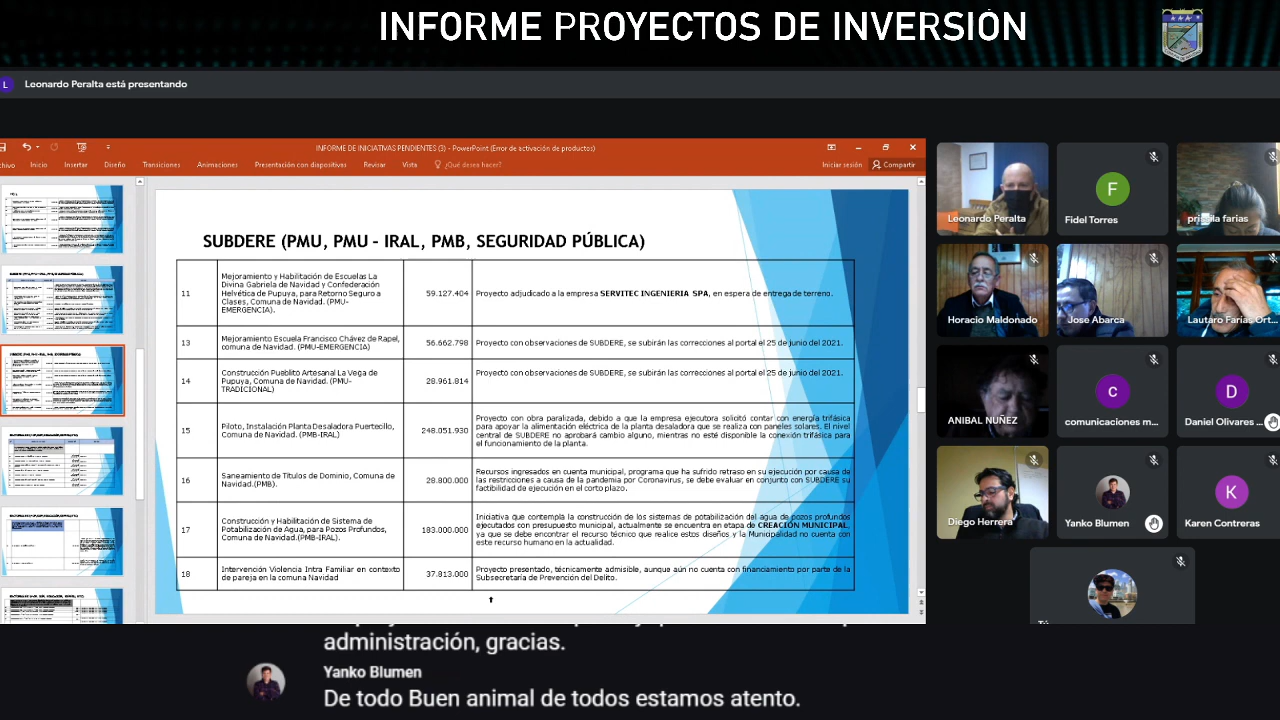 INFORME PROYECTOS DE INVERSIÓN
L
Leonardo Peralta está presentando
INFORME DE INICIATIVAS PENDIENTES (3) - PowerPoint (Error de activación de productos)
chivo Inicio Insertar Diseño Transiciones Animaciones Presentación con diapositivas Revisar Vista ¿Qué desea hacer? Iniciar sesión Compartir
SUBDERE (PMU, PMU - IRAL, PMB, SEGURIDAD PÚBLICA)
11
Mejoramiento y Habilitación de Escuelas La
Divina Gabriela de Navidad y Confederación
Helvética de Pupuya, para Retorno Seguro a
Clases, Comuna de Navidad. (PMU-
EMERGENCIA).
59.127.404
Proyecto adjudicado a la empresa SERVITEC INGENIERIA SPA, en espera de entrega de terreno.
13
Mejoramiento Escuela Francisco Chávez de Rapel,
comuna de Navidad. (PMU-EMERGENCIA)
56.662.798
Proyecto con observaciones de SUBDERE, se subirán las correcciones al portal el 25 de junio del 2021.
14
Construcción Pueblito Artesanal La Vega de
Pupuya, Comuna de Navidad. (PMU-
TRADICIONAL)
28.961.814
Proyecto con observaciones de SUBDERE, se subirán las correcciones al portal el 25 de junio del 2021.
15
Piloto, Instalación Planta Desaladora Puertecillo,
Comuna de Navidad. (PMB-IRAL)
248.051.930
Proyecto con obra paralizada, debido a que la empresa ejecutora solicitó contar con energía trifásica
para apoyar la alimentación eléctrica de la planta desaladora que se realiza con paneles solares. El nivel
central de SUBDERE no aprobará cambio alguno, mientras no esté disponible la conexión trifásica para
el funcionamiento de la planta.
16
Saneamiento de Títulos de Dominio, Comuna de
Navidad.(PMB).
28.800.000
Recursos ingresados en cuenta municipal, programa que ha sufrido retraso en su ejecución por causa de
las restricciones a causa de la pandemia por Coronavirus, se debe evaluar en conjunto con SUBDERE su
factibilidad de ejecución en el corto plazo.
17
Construcción y Habilitación de Sistema de
Potabilización de Agua, para Pozos Profundos,
Comuna de Navidad.(PMB-IRAL).
183.000.000
Iniciativa que contempla la construcción de los sistemas de potabilización del agua de pozos profundos
ejecutados con presupuesto municipal, actualmente se encuentra en etapa de CREACIÓN MUNICIPAL,
ya que se debe encontrar el recurso técnico que realice estos diseños y la Municipalidad no cuenta con
este recurso humano en la actualidad.
18
Intervención Violencia Intra Familiar en contexto
de pareja en la comuna Navidad
37.813.000
Proyecto presentado, técnicamente admisible, aunque aún no cuenta con financiamiento por parte de la
Subsecretaría de Prevención del Delito.
Leonardo Peralta
F
Fidel Torres
priscila farias
Horacio Maldonado
Jose Abarca
Lautaro Farias Ort...
ANIBAL NUÑEZ
c
comunicaciones m...
D
Daniel Olivares ...
Diego Herrera
Yanko Blumen
K
Karen Contreras
Tú
administración, gracias.
Yanko Blumen
De todo Buen animal de todos estamos atento.